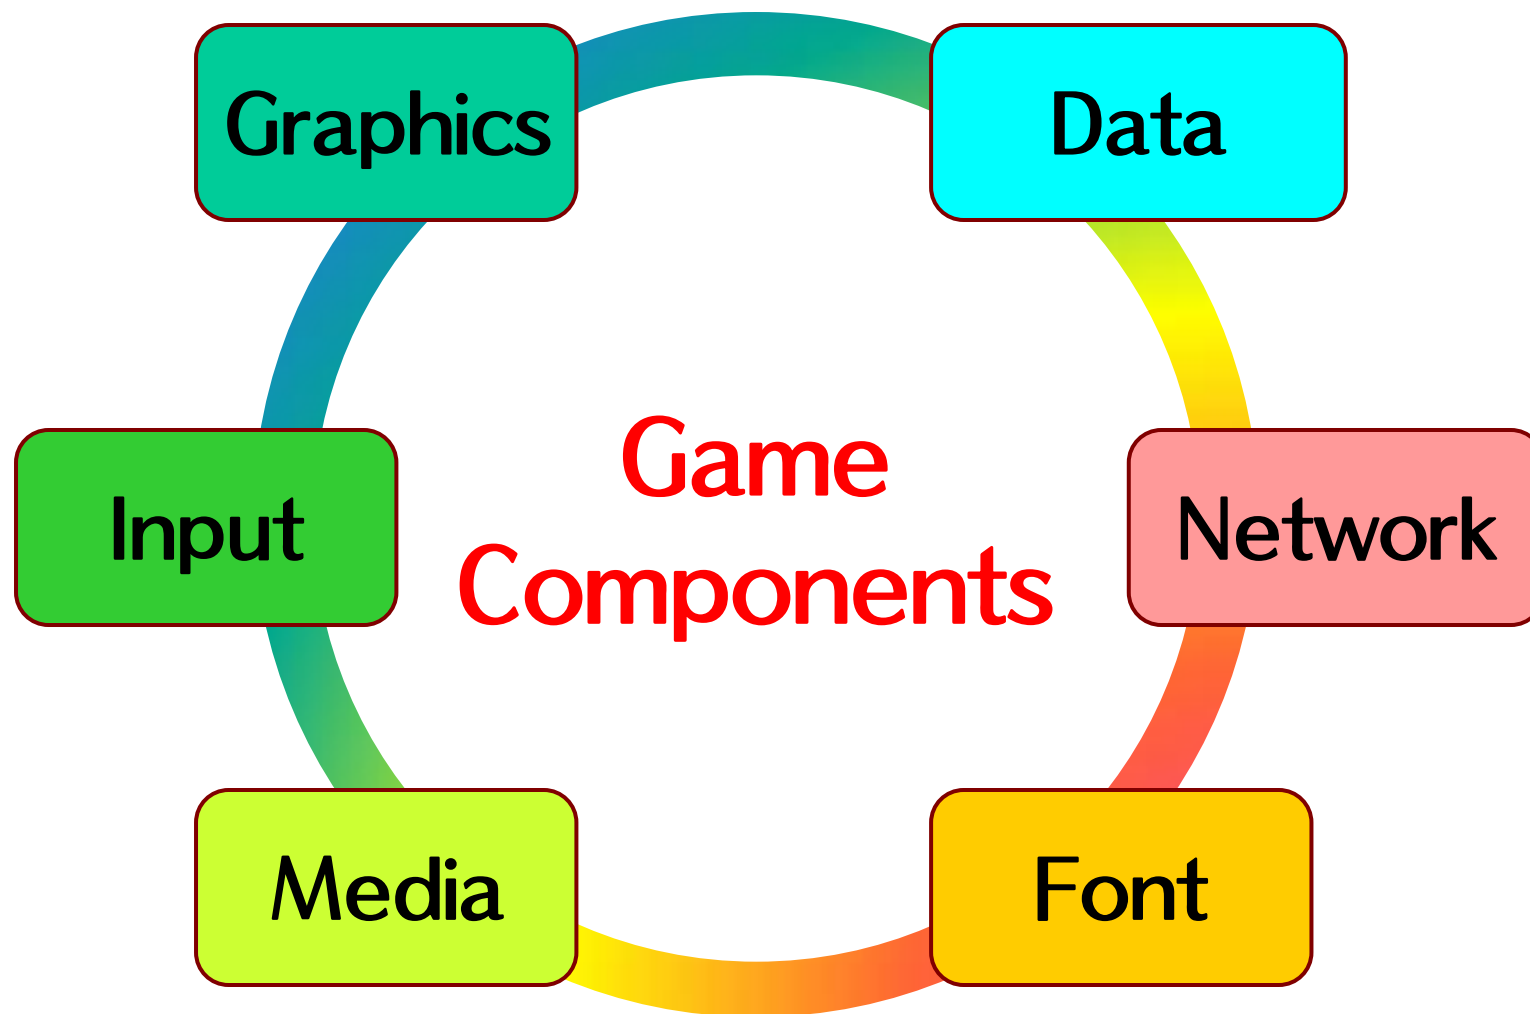 Graphics
Data
Game
Components
Input
Network
Media
Font